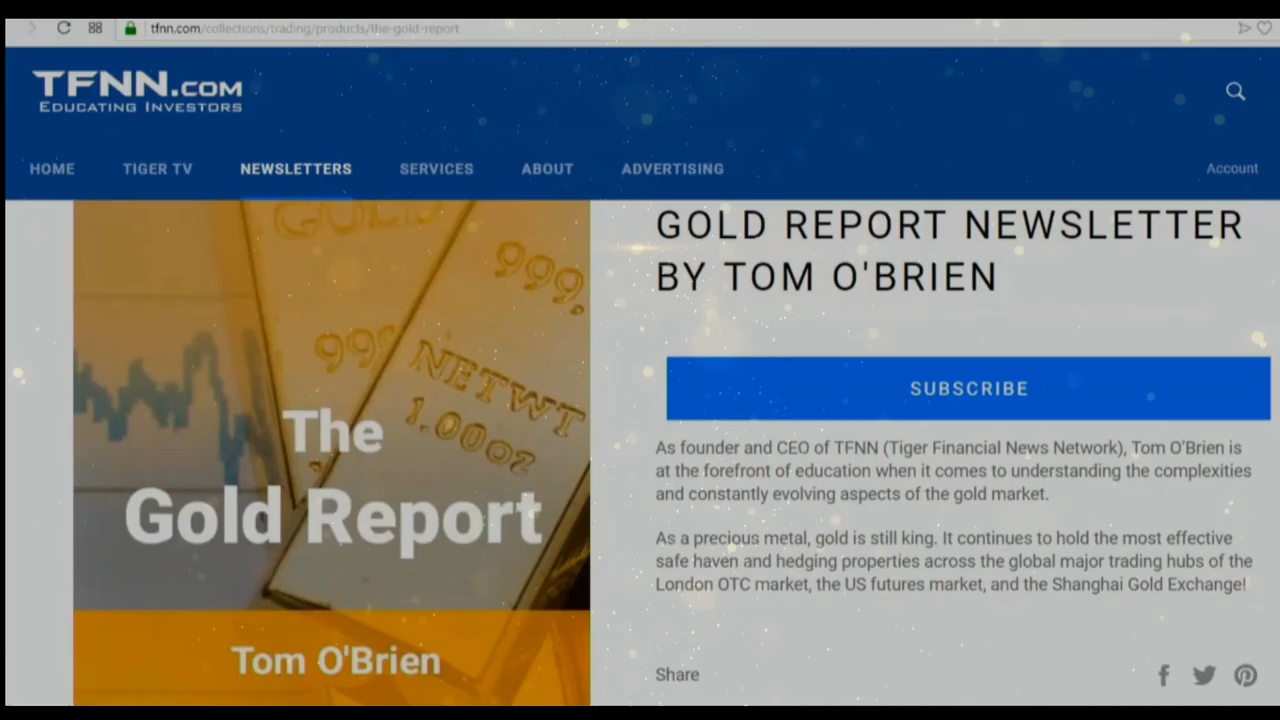 tfnn.com/collections/trading/products/the-gold-report
TFNN.COM
EDUCATING INVESTORS
HOME TIGER TV NEWSLETTERS SERVICES ABOUT ADVERTISING Account
GOLD
999,
999
NETWT
1.00OZ
The
Gold Report
Tom O'Brien
GOLD REPORT NEWSLETTER
BY TOM O'BRIEN
SUBSCRIBE
As founder and CEO of TFNN (Tiger Financial News Network), Tom O'Brien is
at the forefront of education when it comes to understanding the complexities
and constantly evolving aspects of the gold market.
As a precious metal, gold is still king. It continues to hold the most effective
safe haven and hedging properties across the global major trading hubs of the
London OTC market, the US futures market, and the Shanghai Gold Exchange!
Share